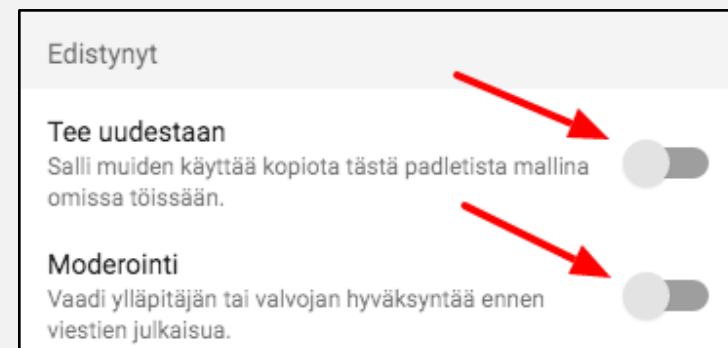 Edistynyt
Tee uudestaan
Salli muiden käyttää kopiota tästä padletista mallina
omissa töissään.
Moderointi
Vaadi ylläpitäjän tai valvojan hyväksyntää ennen
viestien julkaisua.